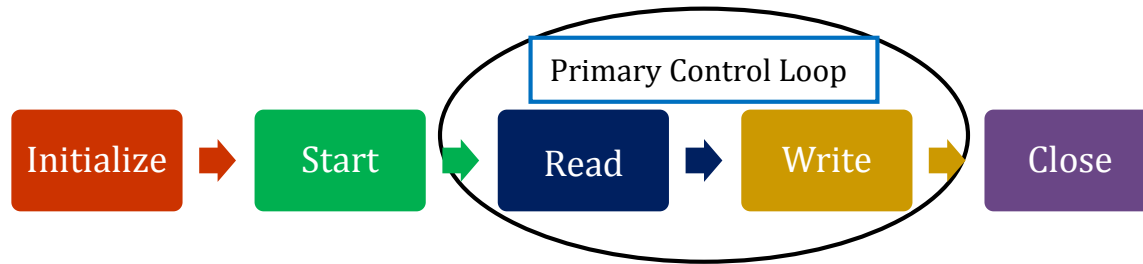 Primary Control Loop
Initialize
Start
Read
Write
Close